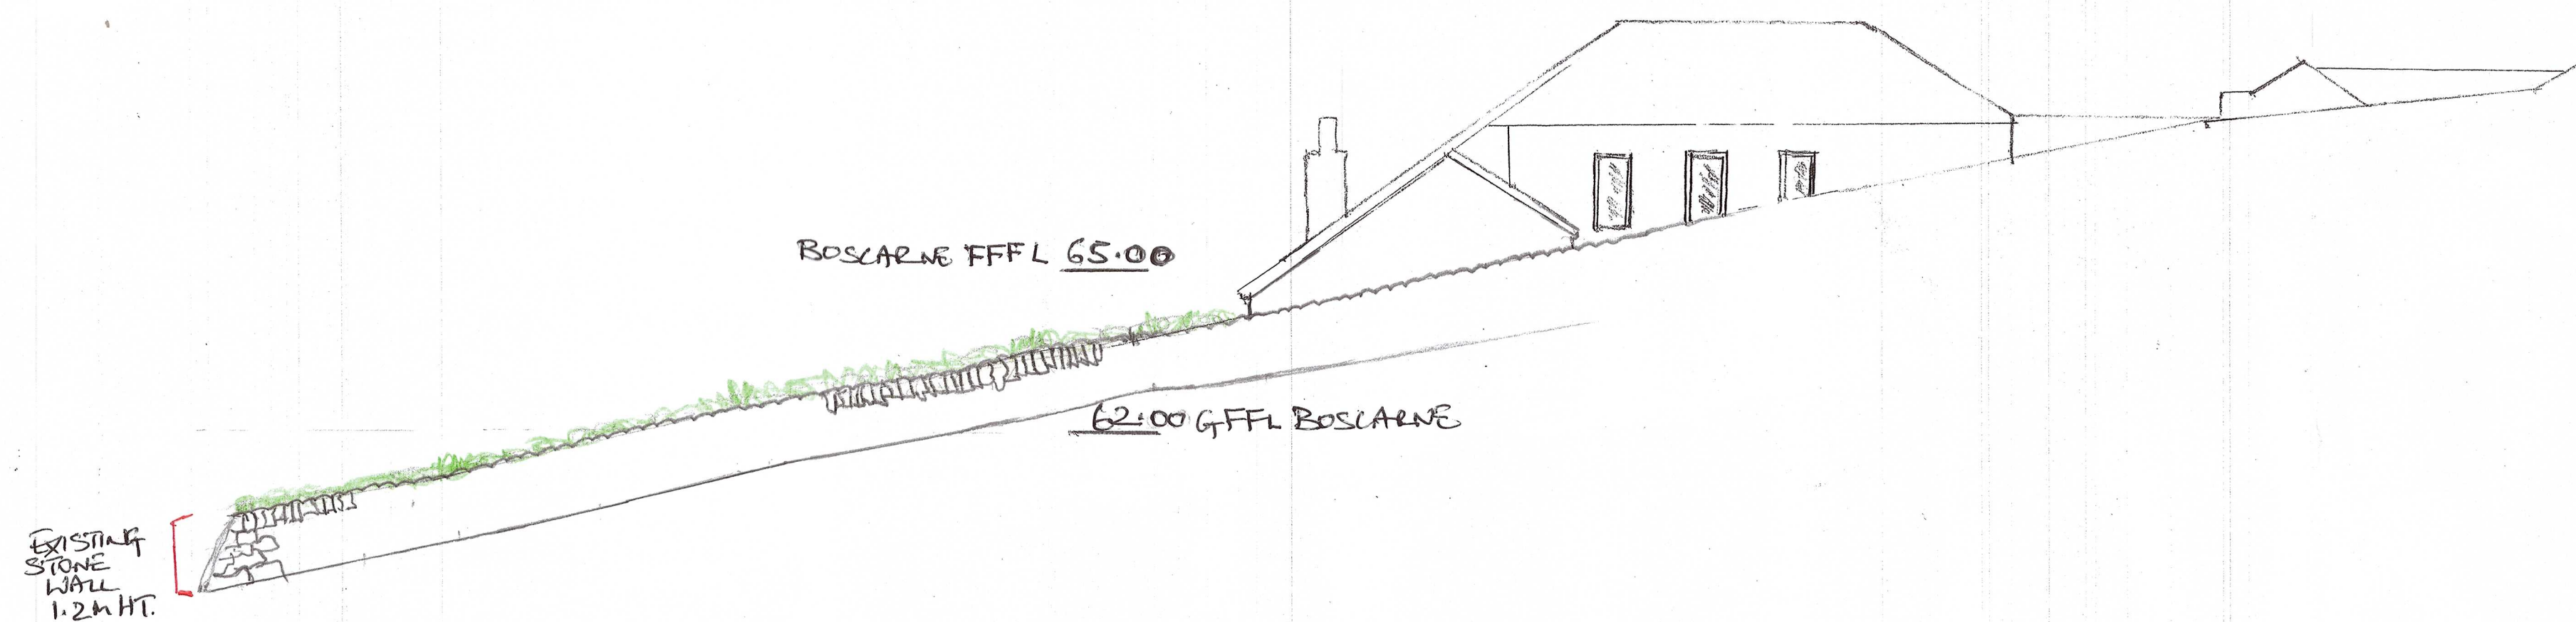 BOSCARNE FFFL 65.00
62.00 GFFL BOSCARNE
EXISTING
STONE
WALL
1.2M HT.